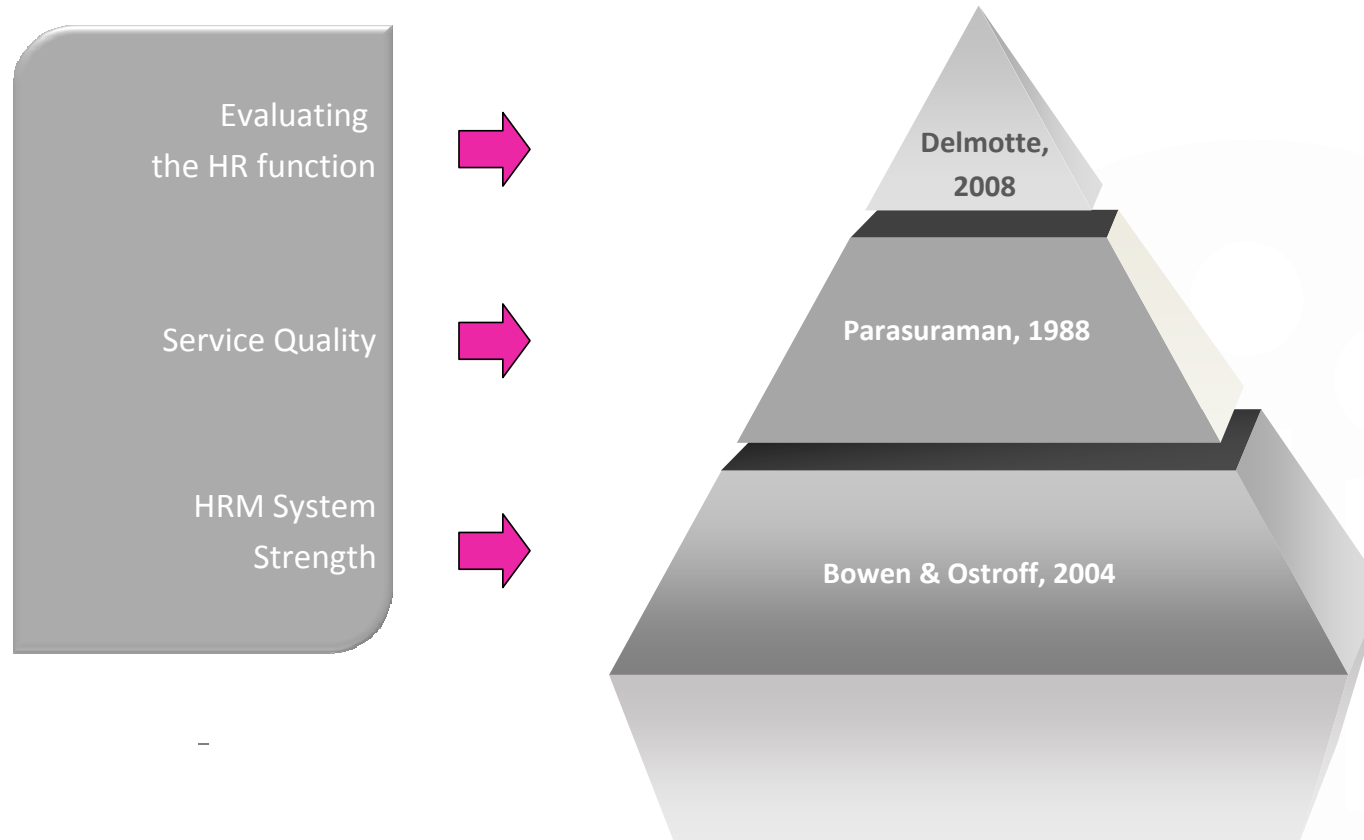 Evaluating
the HR function
Service Quality
HRM System
Strength
Delmotte,
2008
Parasuraman, 1988
Bowen & Ostroff, 2004